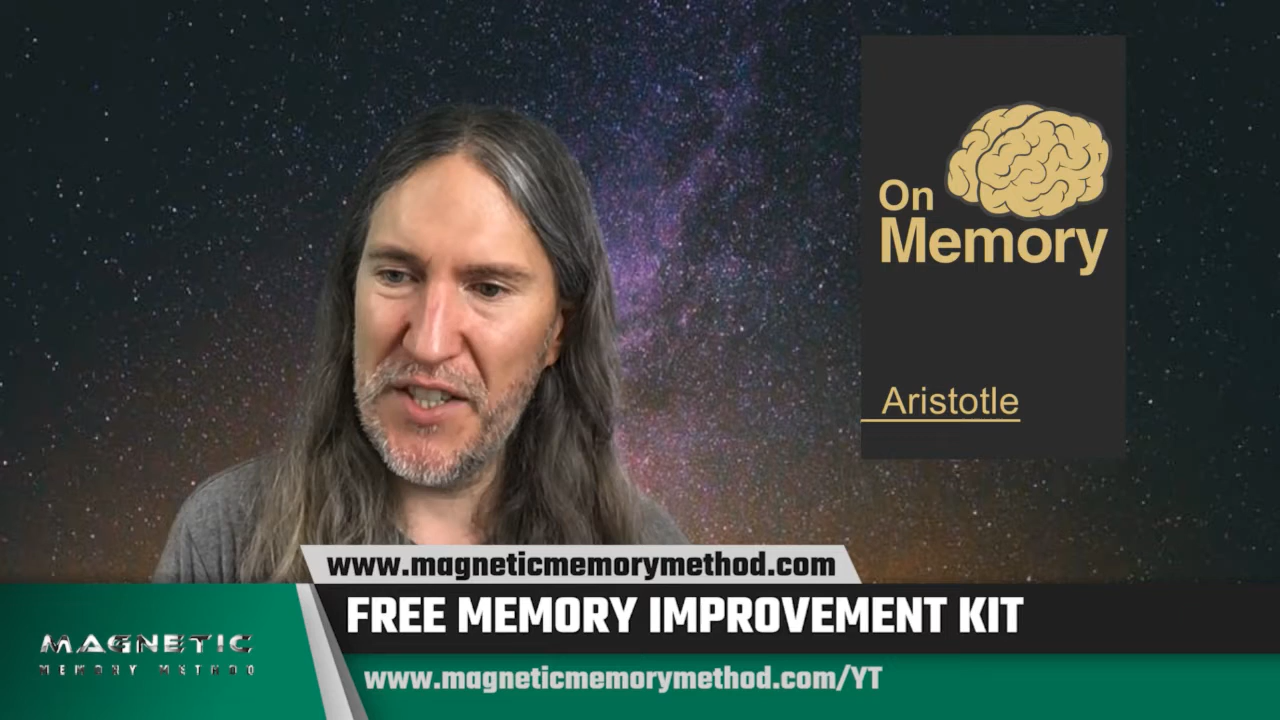 On
Memory
Aristotle
www.magneticmemorymethod.com
FREE MEMORY IMPROVEMENT KIT
MAGNETIC
MEMORY METHOD
www.magneticmemorymethod.com/YT